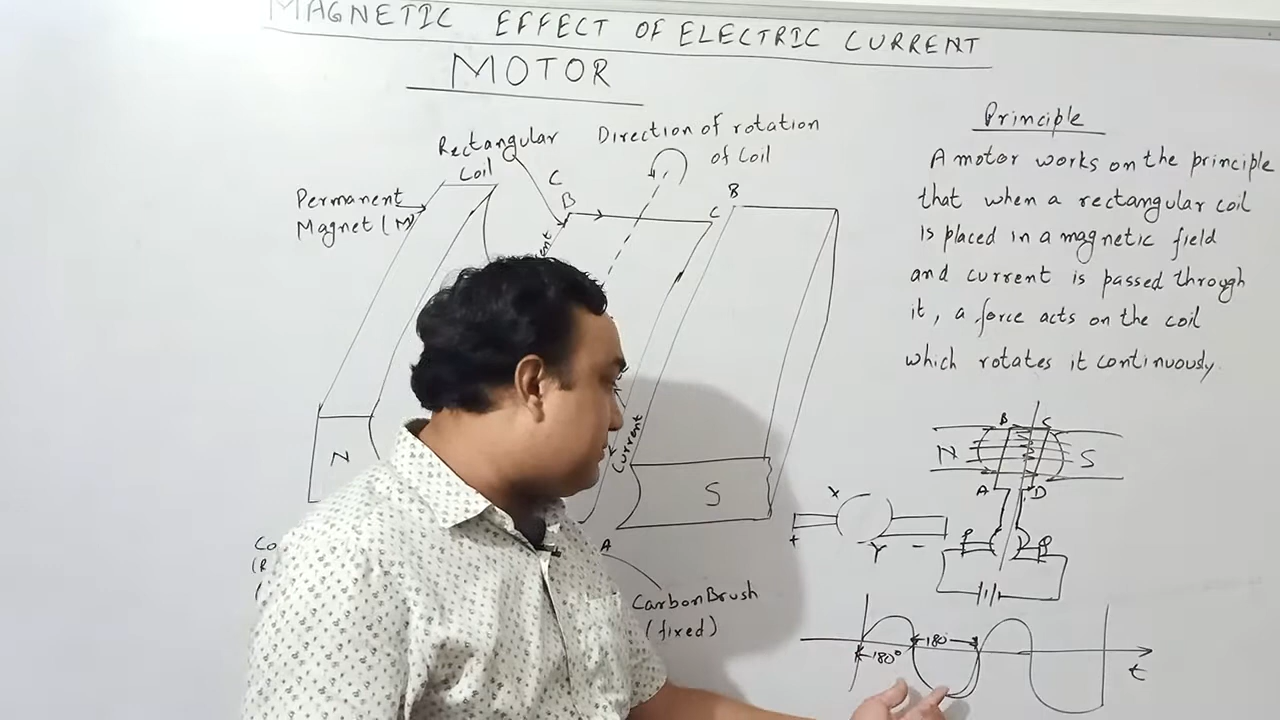 MAGNETIC EFFECT OF ELECTRIC CURRENT
MOTOR
Rectangular
Coil
Direction of rotation
of Coil
Permanent
Magnet (M)
C
B
C
B
N
S
Current
A
Carbon Brush
(fixed)
Principle
A motor works on the principle
that when a rectangular coil
is placed in a magnetic field
and current is passed through
it, a force acts on the coil
which rotates it continuously.
B C
N S
A D
X
+ Y -
P Q
180° 180
t